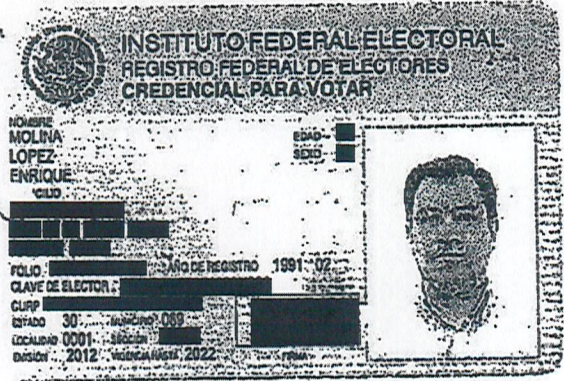 INSTITUTO FEDERAL ELECTORAL
REGISTRO FEDERAL DE ELECTORES
CREDENCIAL PARA VOTAR
NOMBRE
MOLINA
LOPEZ
ENRIQUE
EDAD
SEXO
FOLIO AÑO DE REGISTRO 1991 02
CLAVE DE ELECTOR
CURP
ESTADO 30 MUNICIPIO 089
LOCALIDAD 0001 SECCIÓN
EMISIÓN 2012 VIGENCIA HASTA 2022
FIRMA